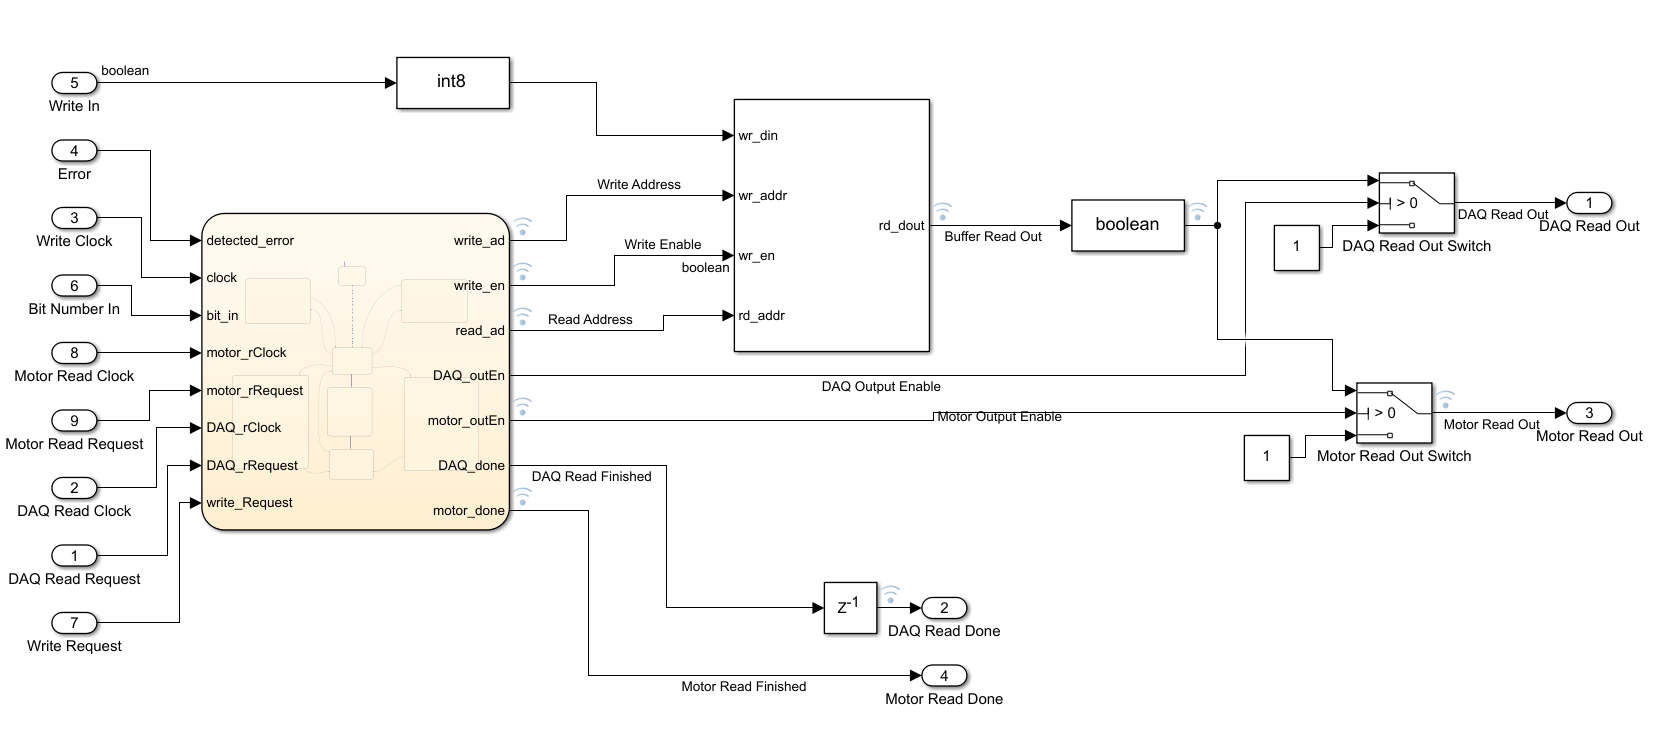 5
boolean
Write In
int8
4
Error
3
Write Clock
6
Bit Number In
8
Motor Read Clock
9
Motor Read Request
2
DAQ Read Clock
1
DAQ Read Request
7
Write Request
detected_error
clock
bit_in
motor_rClock
motor_rRequest
DAQ_rClock
DAQ_rRequest
write_Request
write_ad
write_en
read_ad
DAQ_outEn
motor_outEn
DAQ_done
motor_done
Write Address
Write Enable
boolean
Read Address
wr_din
wr_addr
wr_en
rd_addr
rd_dout
Buffer Read Out
boolean
> 0
1
DAQ Read Out Switch
DAQ Read Out
1
DAQ Read Out
DAQ Output Enable
Motor Output Enable
> 0
1
Motor Read Out Switch
Motor Read Out
3
Motor Read Out
DAQ Read Finished
Z-1
2
DAQ Read Done
Motor Read Finished
4
Motor Read Done